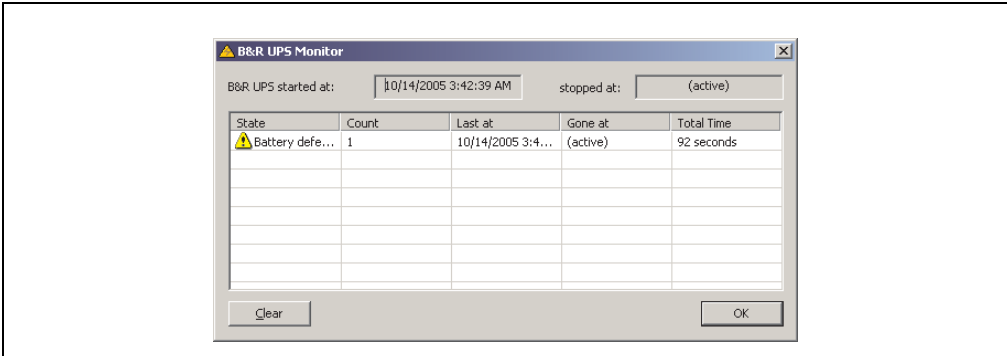 B&R UPS Monitor
B&R UPS started at: 10/14/2005 3:42:39 AM stopped at: (active)
State Count Last at Gone at Total Time
Battery defe... 1 10/14/2005 3:4... (active) 92 seconds
Clear OK